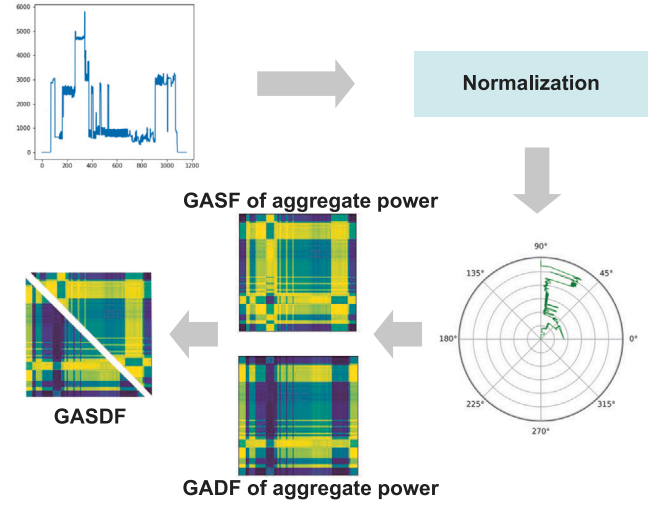 6000
5000
4000
3000
2000
1000
0
0 200 400 600 800 1000 1200
Normalization
GASF of aggregate power
90°
135° 45°
180° 0°
225° 315°
270°
GASDF
GADF of aggregate power